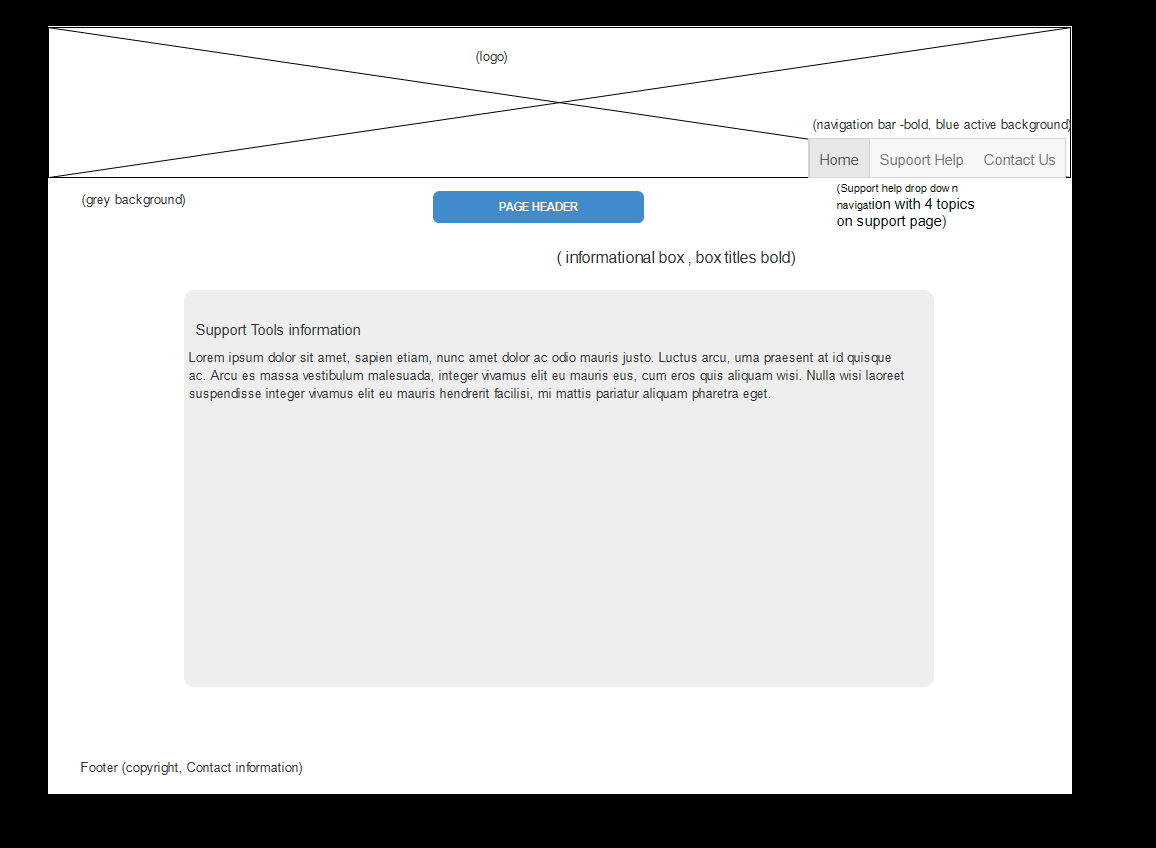 (logo)
(navigation bar -bold, blue active background)
Home Supoort Help Contact Us
(grey background)
PAGE HEADER
(Support help drop down
navigation with 4 topics
on support page)
( informational box , box titles bold)
Support Tools information
Lorem ipsum dolor sit amet, sapien etiam, nunc amet dolor ac odio mauris justo. Luctus arcu, urna praesent at id quisque
ac. Arcu es massa vestibulum malesuada, integer vivamus elit eu mauris eus, cum eros quis aliquam wisi. Nulla wisi laoreet
suspendisse integer vivamus elit eu mauris hendrerit facilisi, mi mattis pariatur aliquam pharetra eget.
Footer (copyright, Contact information)